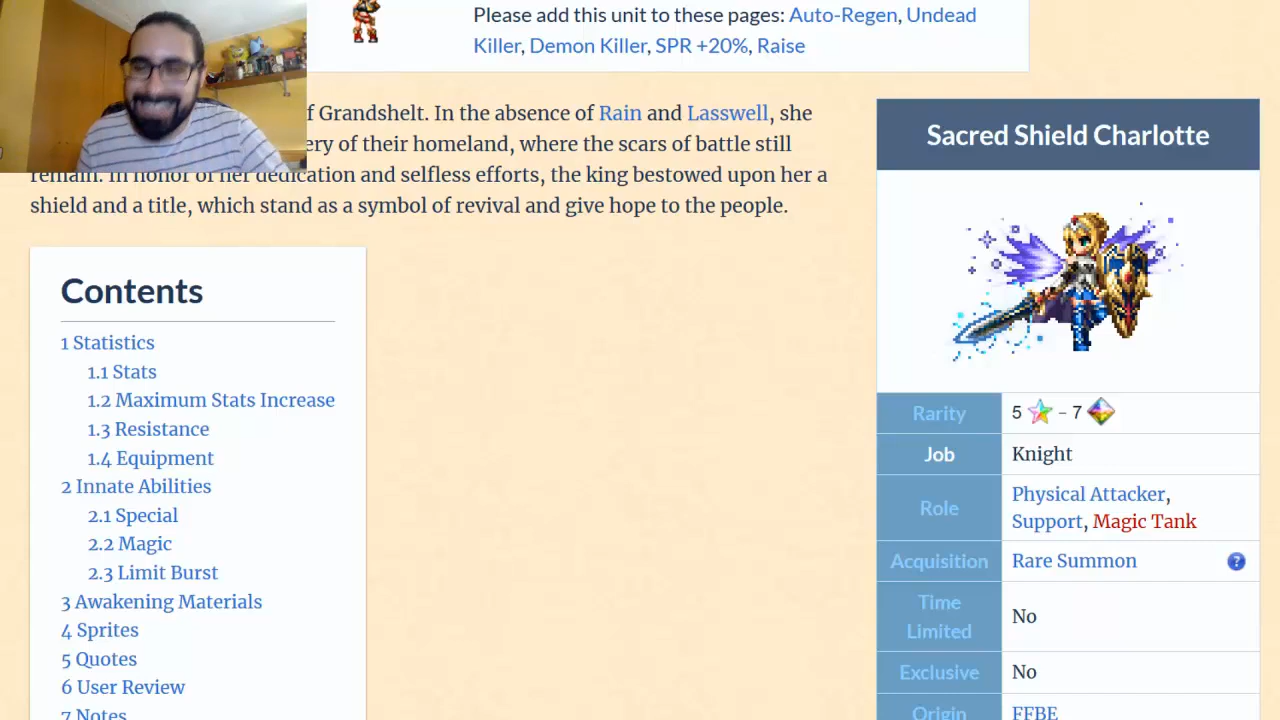 Please add this unit to these pages: Auto-Regen, Undead
Killer, Demon Killer, SPR +20%, Raise
f Grandshelt. In the absence of Rain and Lasswell, she
ery of their homeland, where the scars of battle still
remain. In honor of her dedication and selfless efforts, the king bestowed upon her a
shield and a title, which stand as a symbol of revival and give hope to the people.
Contents
1 Statistics
1.1 Stats
1.2 Maximum Stats Increase
1.3 Resistance
1.4 Equipment
2 Innate Abilities
2.1 Special
2.2 Magic
2.3 Limit Burst
3 Awakening Materials
4 Sprites
5 Quotes
6 User Review
7 Notes
Sacred Shield Charlotte
Rarity 5 – 7
Job Knight
Role Physical Attacker,
Support, Magic Tank
Acquisition Rare Summon ?
Time
Limited No
Exclusive No
Origin FFBE